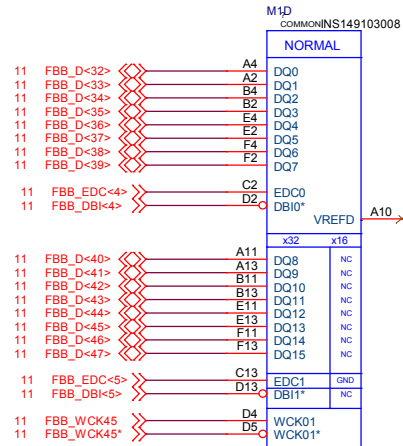 M1D
COMMON INS149103008
NORMAL
11 FBB_D<32> A4 DQ0
11 FBB_D<33> A2 DQ1
11 FBB_D<34> B4 DQ2
11 FBB_D<35> B2 DQ3
11 FBB_D<36> E4 DQ4
11 FBB_D<37> E2 DQ5
11 FBB_D<38> F4 DQ6
11 FBB_D<39> F2 DQ7
11 FBB_EDC<4> C2 EDC0
11 FBB_DBI<4> D2 DBI0*
VREFD A10
x32 x16
11 FBB_D<40> A11 DQ8 NC
11 FBB_D<41> A13 DQ9 NC
11 FBB_D<42> B11 DQ10 NC
11 FBB_D<43> B13 DQ11 NC
11 FBB_D<44> E11 DQ12 NC
11 FBB_D<45> E13 DQ13 NC
11 FBB_D<46> F11 DQ14 NC
11 FBB_D<47> F13 DQ15 NC
11 FBB_EDC<5> C13 EDC1 GND
11 FBB_DBI<5> D13 DBI1* NC
11 FBB_WCK45 D4 WCK01
11 FBB_WCK45* D5 WCK01*